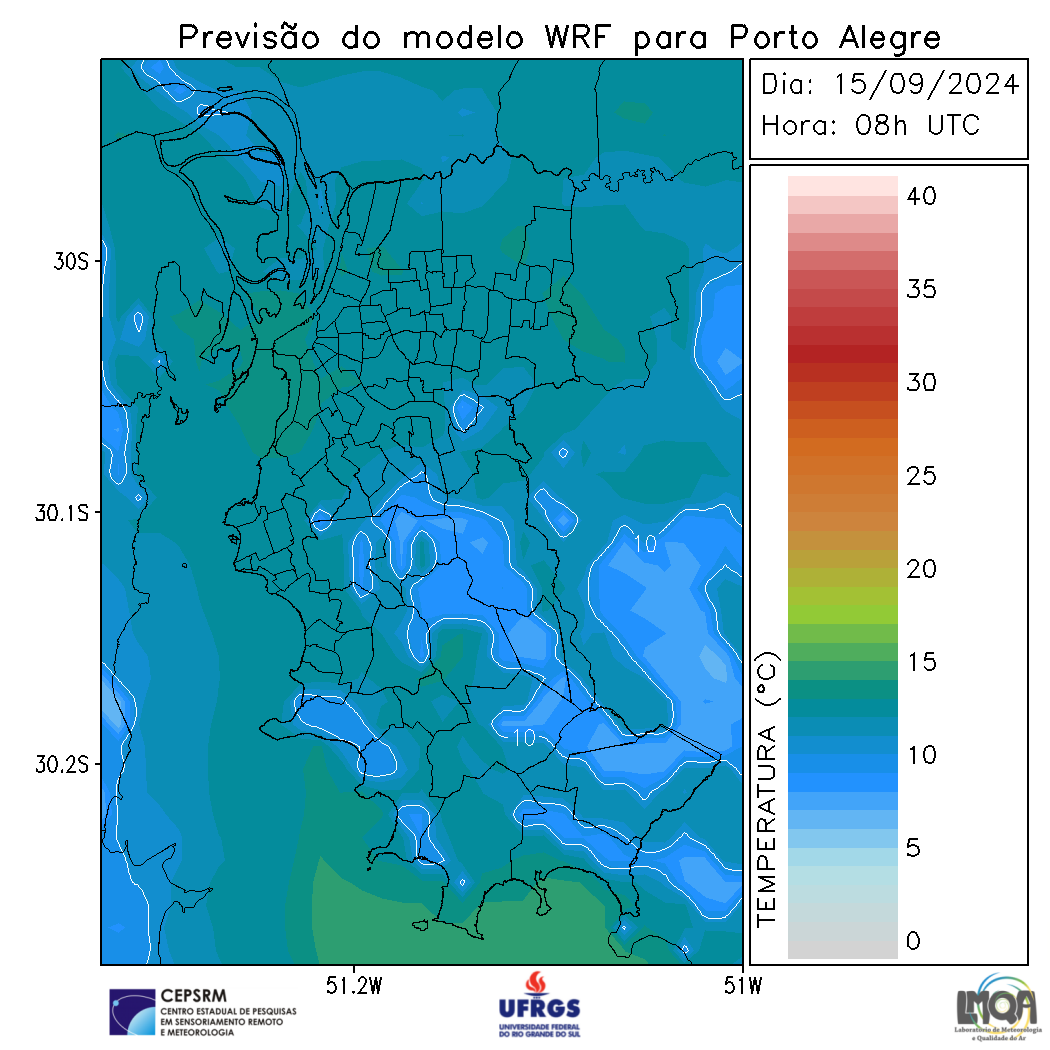 Previsão do modelo WRF para Porto Alegre
Dia: 15/09/2024
Hora: 08h UTC
40
35
30
25
20
15
10
5
0
TEMPERATURA (°C)
30S
30.1S
30.2S
10
10
51.2W
51W
CEPSRM
CENTRO ESTADUAL DE PESQUISAS
EM SENSORIAMENTO REMOTO
E METEOROLOGIA
UFRGS
UNIVERSIDADE FEDERAL
DO RIO GRANDE DO SUL
LMQA
Laboratório de Meteorologia
e Qualidade do Ar